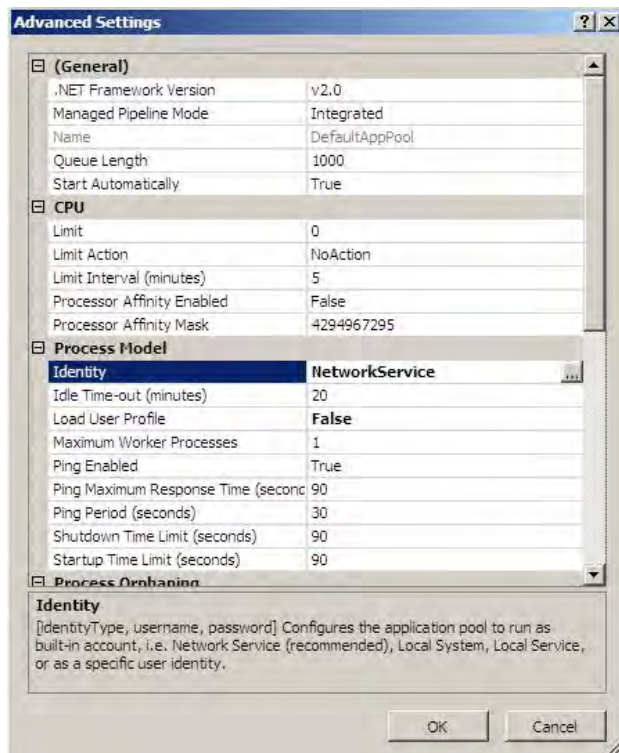 Advanced Settings
(General)
.NET Framework Version v2.0
Managed Pipeline Mode Integrated
Name DefaultAppPool
Queue Length 1000
Start Automatically True
CPU
Limit 0
Limit Action NoAction
Limit Interval (minutes) 5
Processor Affinity Enabled False
Processor Affinity Mask 4294967295
Process Model
Identity NetworkService ...
Idle Time-out (minutes) 20
Load User Profile False
Maximum Worker Processes 1
Ping Enabled True
Ping Maximum Response Time (secon 90
Ping Period (seconds) 30
Shutdown Time Limit (seconds) 90
Startup Time Limit (seconds) 90
Process Orphaning
Identity
[identityType, username, password] Configures the application pool to run as
built-in account, i.e. Network Service (recommended), Local System, Local Service,
or as a specific user identity.
OK Cancel